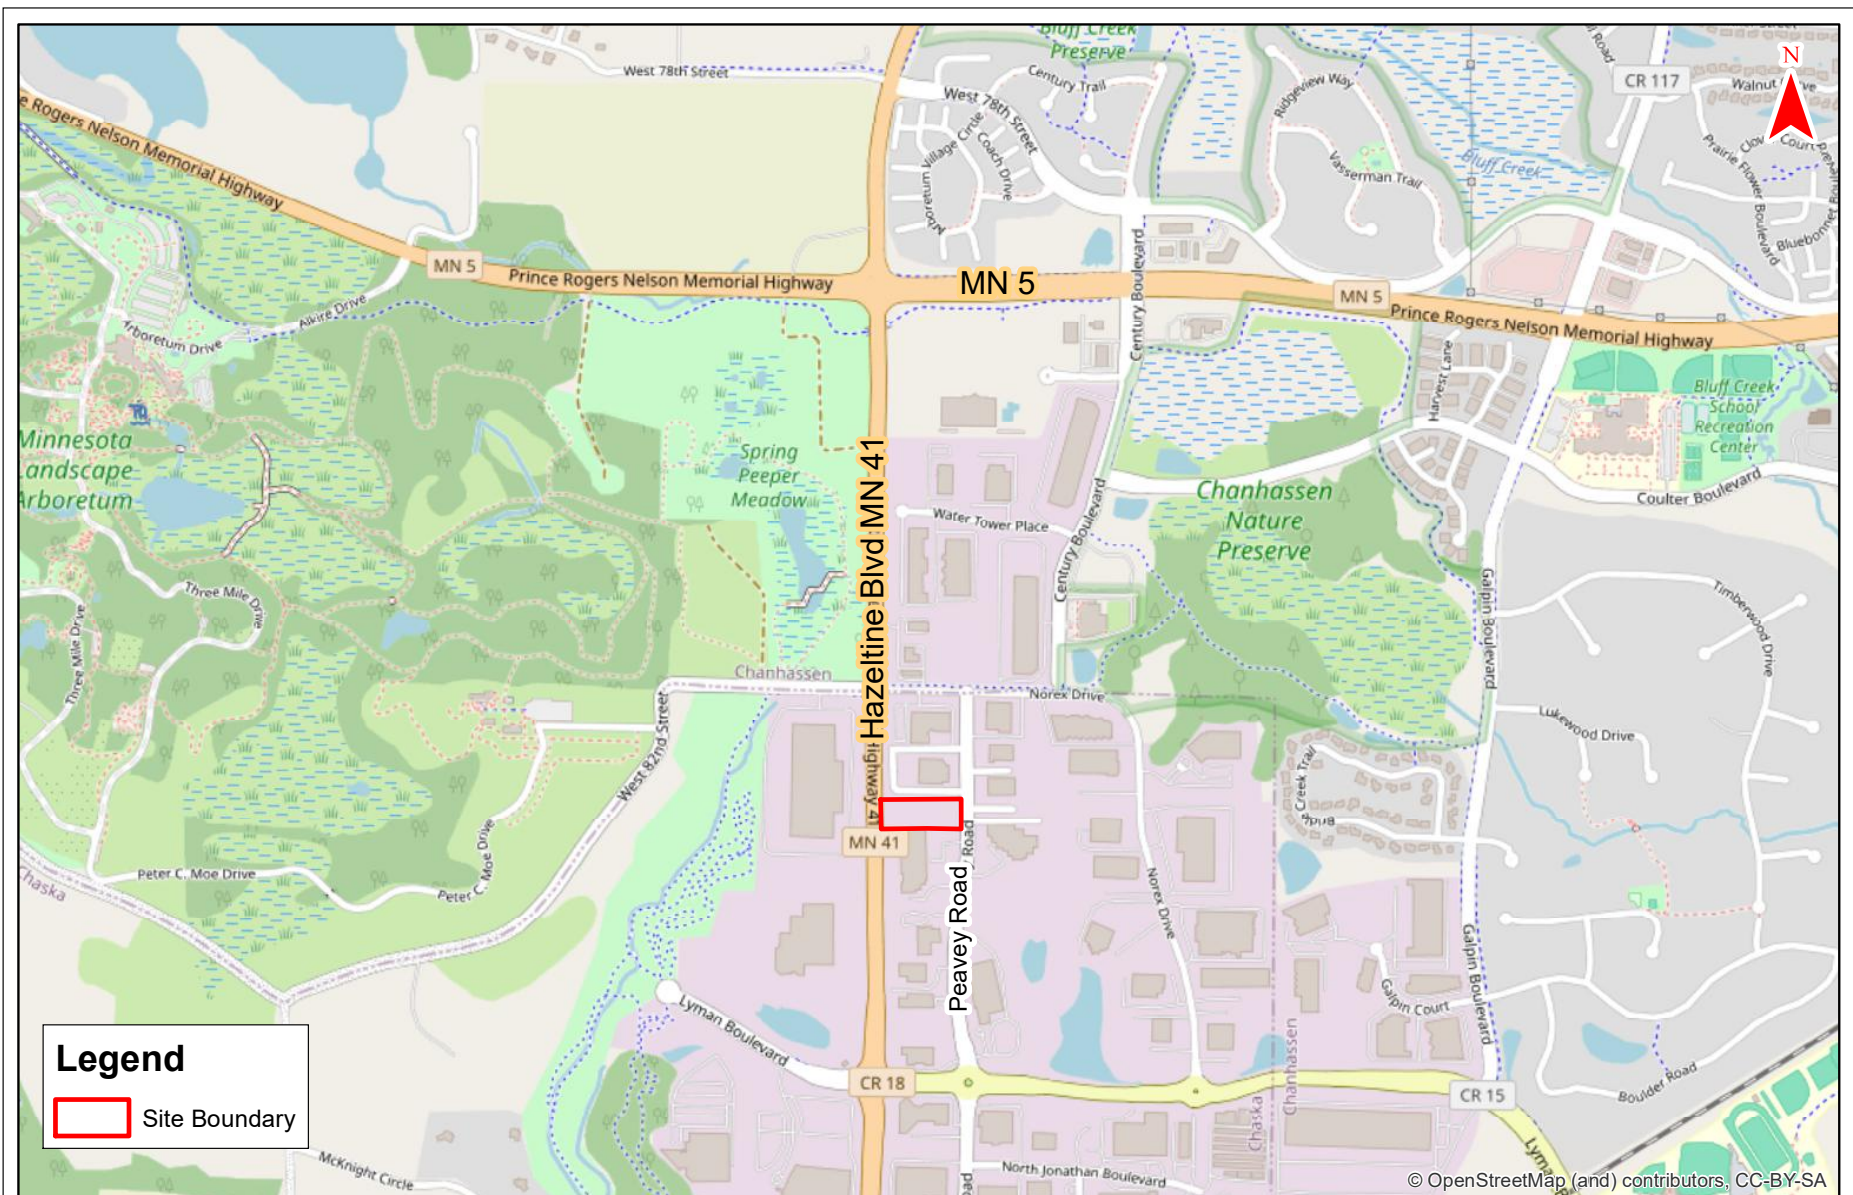 Bluff Creek
Preserve
West 78th Street
Century Trail
Ridgeview Way
CR 117
N
Walnut
West 78th Street
Arboretum Village Circle
Coach Drive
Vasserman Trail
Bluff Creek
Prairie Flower Boulevard
Court
Bluebonnet Boulevard
e Rogers Nelson Memorial Highway
MN 5
Prince Rogers Nelson Memorial Highway
MN 5
Century Boulevard
MN 5
Prince Rogers Nelson Memorial Highway
Alkire Drive
Arboretum Drive
Harvest Lane
Bluff Creek
School
Recreation
Center
Minnesota
Landscape
Arboretum
Spring
Peeper
Meadow
Hazeltine Blvd MN 41
Water Tower Place
Century Boulevard
Chanhassen
Nature
Preserve
Coulter Boulevard
Galpin Boulevard
Timberwood Drive
Three Mile Drive
Three Mile Drive
Chanhassen
Norex Drive
West 82nd Street
Lukewood Drive
Highway 41
MN 41
Creek Trail
Peter C. Moe Drive
Peter C. Moe Drive
Chaska
Peavey Road
Road
Norex Drive
Galpin Boulevard
Galpin Court
Lyman Boulevard
CR 18
CR 15
Chaska
Chanhassen
Boulder Road
Legend
Site Boundary
McKnight Circle
North Jonathan Boulevard
© OpenStreetMap (and) contributors, CC-BY-SA